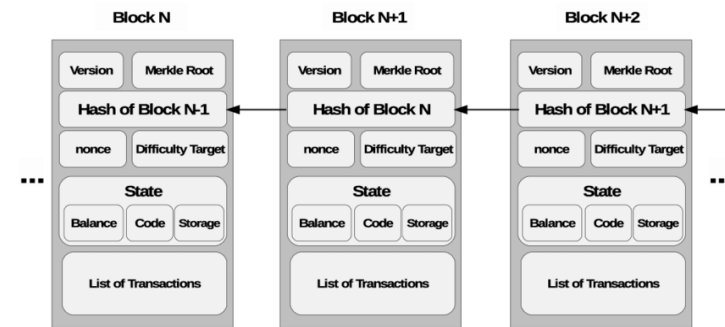 Block N
Block N+1
Block N+2
Version
Merkle Root
Version
Merkle Root
Version
Merkle Root
Hash of Block N-1
Hash of Block N
Hash of Block N+1
nonce
Difficulty Target
nonce
Difficulty Target
nonce
Difficulty Target
...
...
State
State
State
Balance
Code
Storage
Balance
Code
Storage
Balance
Code
Storage
List of Transactions
List of Transactions
List of Transactions